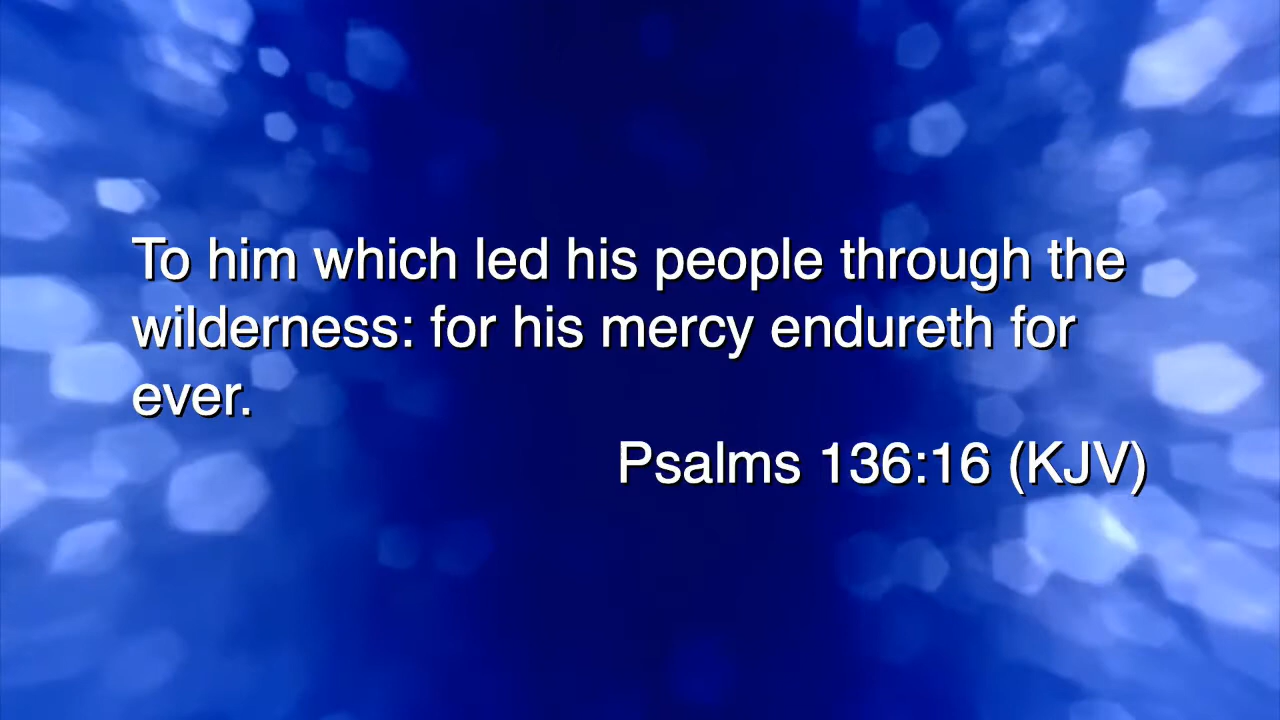 To him which led his people through the
wilderness: for his mercy endureth for
ever.
Psalms 136:16 (KJV)